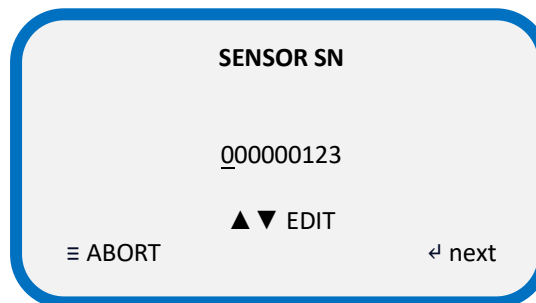 SENSOR SN
000000123
▲▼ EDIT
≡ ABORT ↵ next